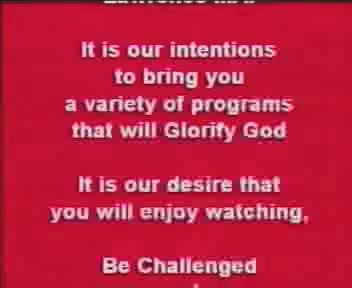 It is our intentions
to bring you
a variety of programs
that will Glorify God
It is our desire that
you will enjoy watching,
Be Challenged